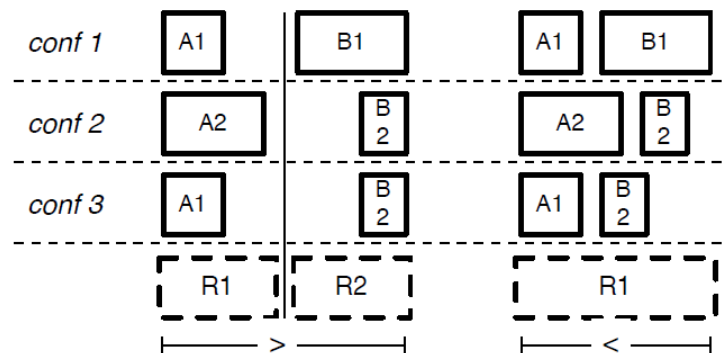 conf 1 A1 B1 A1 B1
conf 2 A2 B 2 A2 B 2
conf 3 A1 B 2 A1 B 2
R1 R2 R1
> <